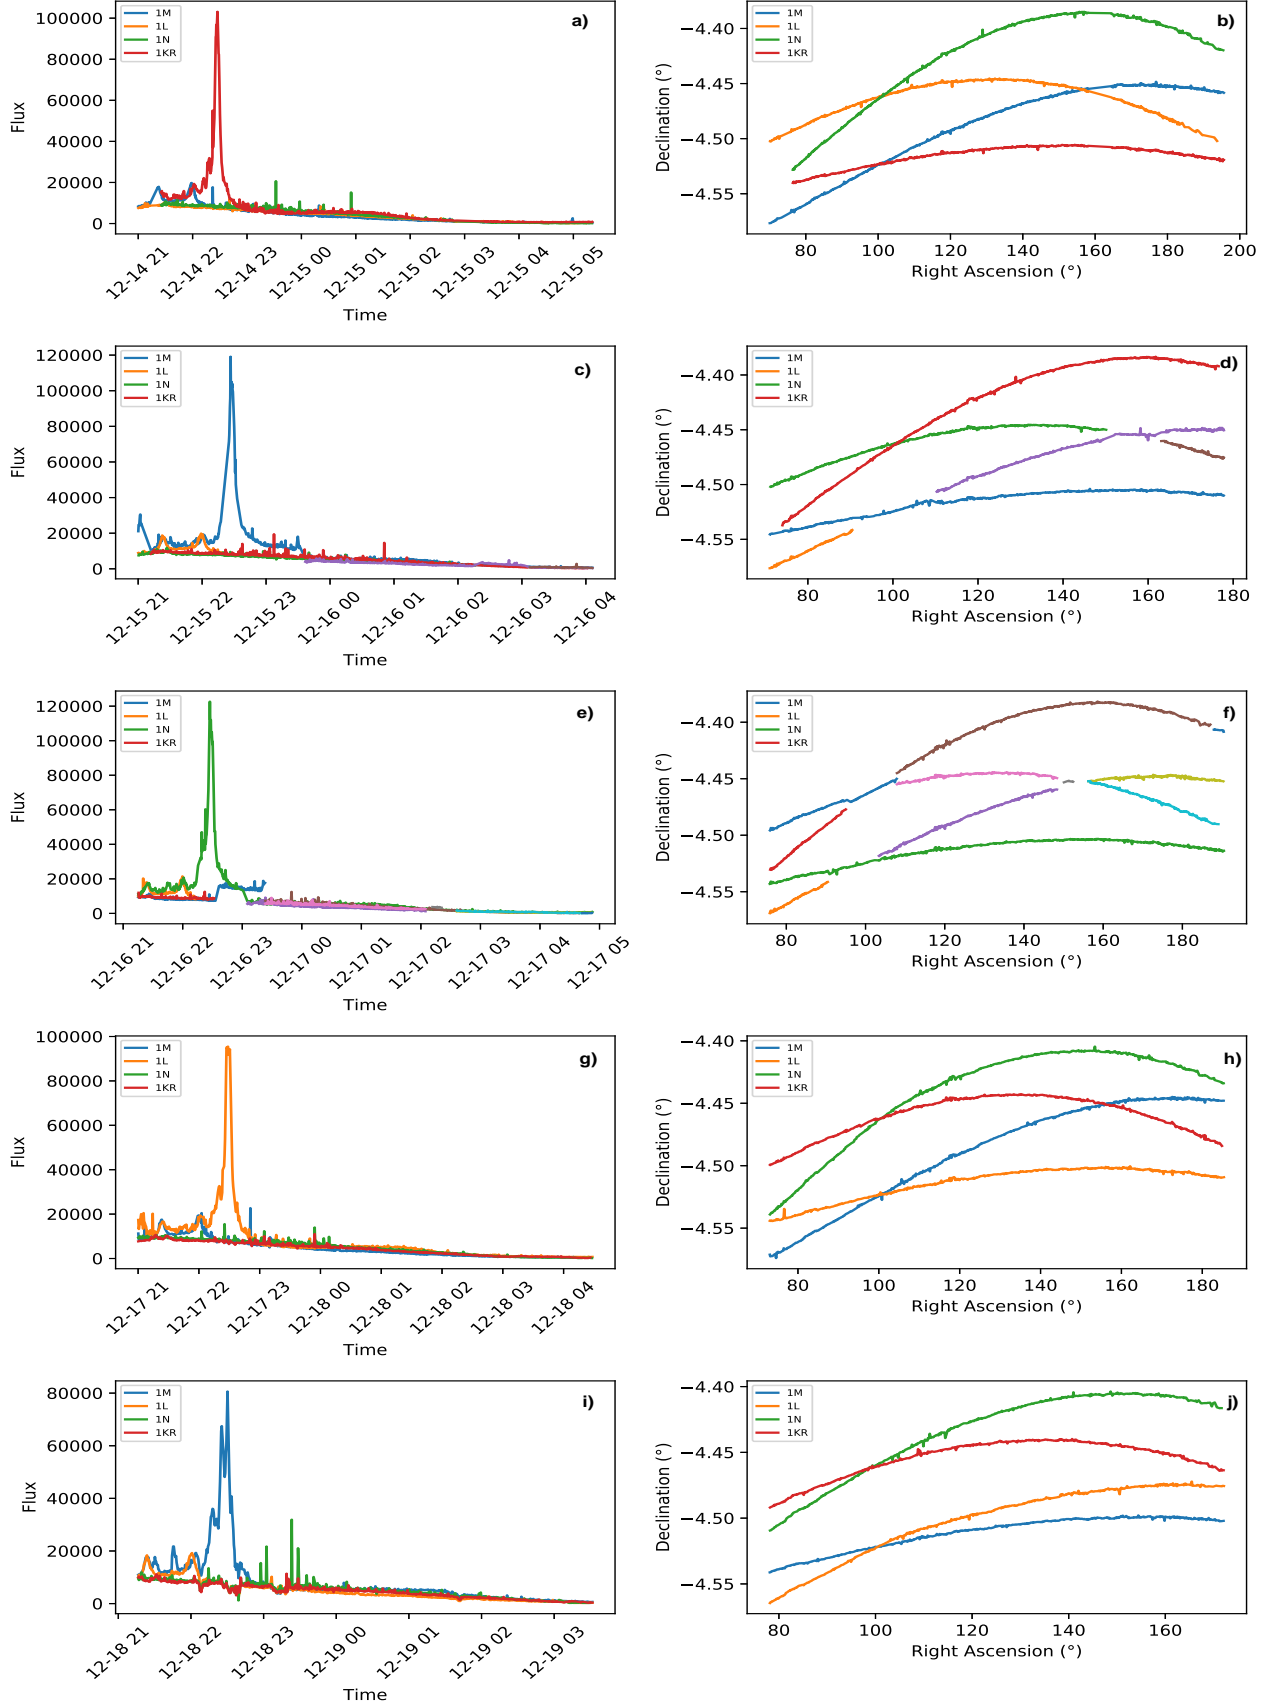 a)
1M
1L
1N
1KR
100000
80000
60000
40000
20000
0
Flux
12-14 21
12-14 22
12-14 23
12-15 00
12-15 01
12-15 02
12-15 03
12-15 04
12-15 05
Time
b)
1M
1L
1N
1KR
−4.40
−4.45
−4.50
−4.55
Declination (°)
80
100
120
140
160
180
200
Right Ascension (°)
c)
1M
1L
1N
1KR
120000
100000
80000
60000
40000
20000
0
Flux
12-15 21
12-15 22
12-15 23
12-16 00
12-16 01
12-16 02
12-16 03
12-16 04
Time
d)
1M
1L
1N
1KR
−4.40
−4.45
−4.50
−4.55
Declination (°)
80
100
120
140
160
180
Right Ascension (°)
e)
1M
1L
1N
1KR
120000
100000
80000
60000
40000
20000
0
Flux
12-16 21
12-16 22
12-16 23
12-17 00
12-17 01
12-17 02
12-17 03
12-17 04
12-17 05
Time
f)
1M
1L
1N
1KR
−4.40
−4.45
−4.50
−4.55
Declination (°)
80
100
120
140
160
180
Right Ascension (°)
g)
1M
1L
1N
1KR
100000
80000
60000
40000
20000
0
Flux
12-17 21
12-17 22
12-17 23
12-18 00
12-18 01
12-18 02
12-18 03
12-18 04
Time
h)
1M
1L
1N
1KR
−4.40
−4.45
−4.50
−4.55
Declination (°)
80
100
120
140
160
180
Right Ascension (°)
i)
1M
1L
1N
1KR
80000
60000
40000
20000
0
Flux
12-18 21
12-18 22
12-18 23
12-19 00
12-19 01
12-19 02
12-19 03
Time
j)
1M
1L
1N
1KR
−4.40
−4.45
−4.50
−4.55
Declination (°)
80
100
120
140
160
Right Ascension (°)